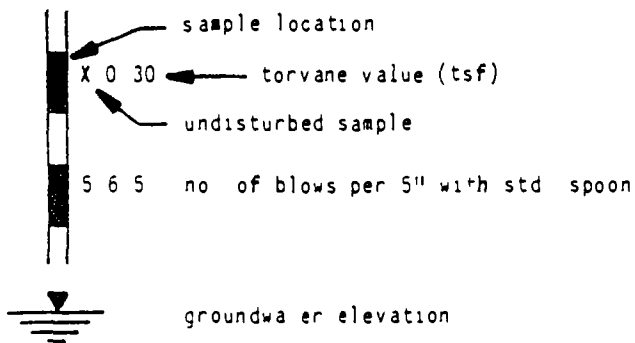 sample location
X 0 30 torvane value (tsf)
undisturbed sample
5 6 5 no of blows per 5" with std spoon
groundwa er elevation